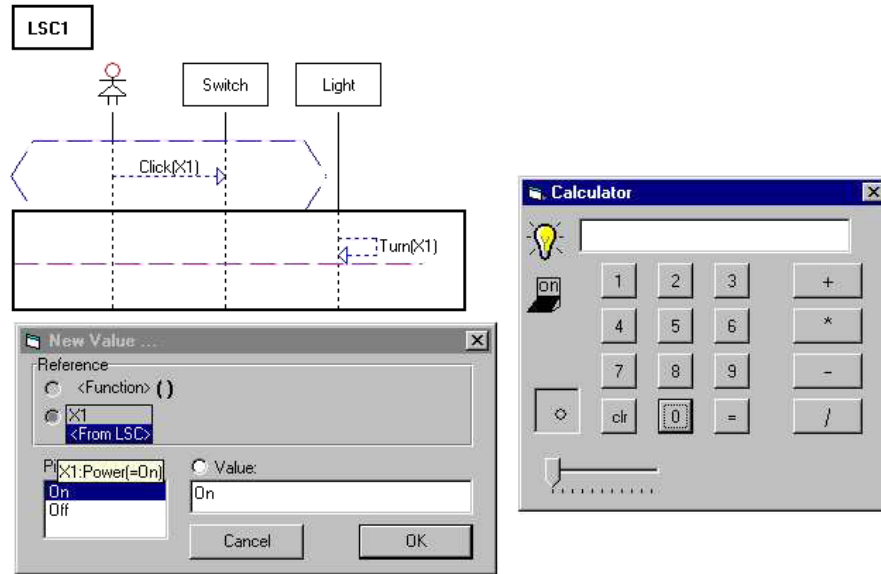 LSC1
Switch
Light
Click(X1)
Turn(X1)
New Value ...
Reference
<Function> ( )
X1
<From LSC>
X1:Power(=On)
On
Off
Value:
On
Cancel
OK
Calculator
on
1 2 3 +
4 5 6 *
7 8 9 -
clr 0 = /